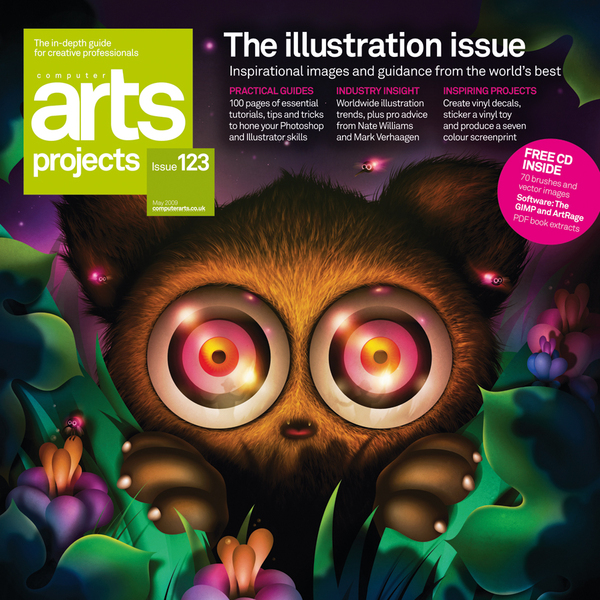 The in-depth guide
for creative professionals
computer
arts
projects
Issue 123
May 2009
computerarts.co.uk
The illustration issue
Inspirational images and guidance from the world's best
PRACTICAL GUIDES
100 pages of essential
tutorials, tips and tricks
to hone your Photoshop
and Illustrator skills
INDUSTRY INSIGHT
Worldwide illustration
trends, plus pro advice
from Nate Williams
and Mark Verhaagen
INSPIRING PROJECTS
Create vinyl decals,
sticker a vinyl toy
and produce a seven
colour screenprint
FREE CD
INSIDE
70 brushes and
vector images
Software: The
GIMP and ArtRage
PDF book extracts